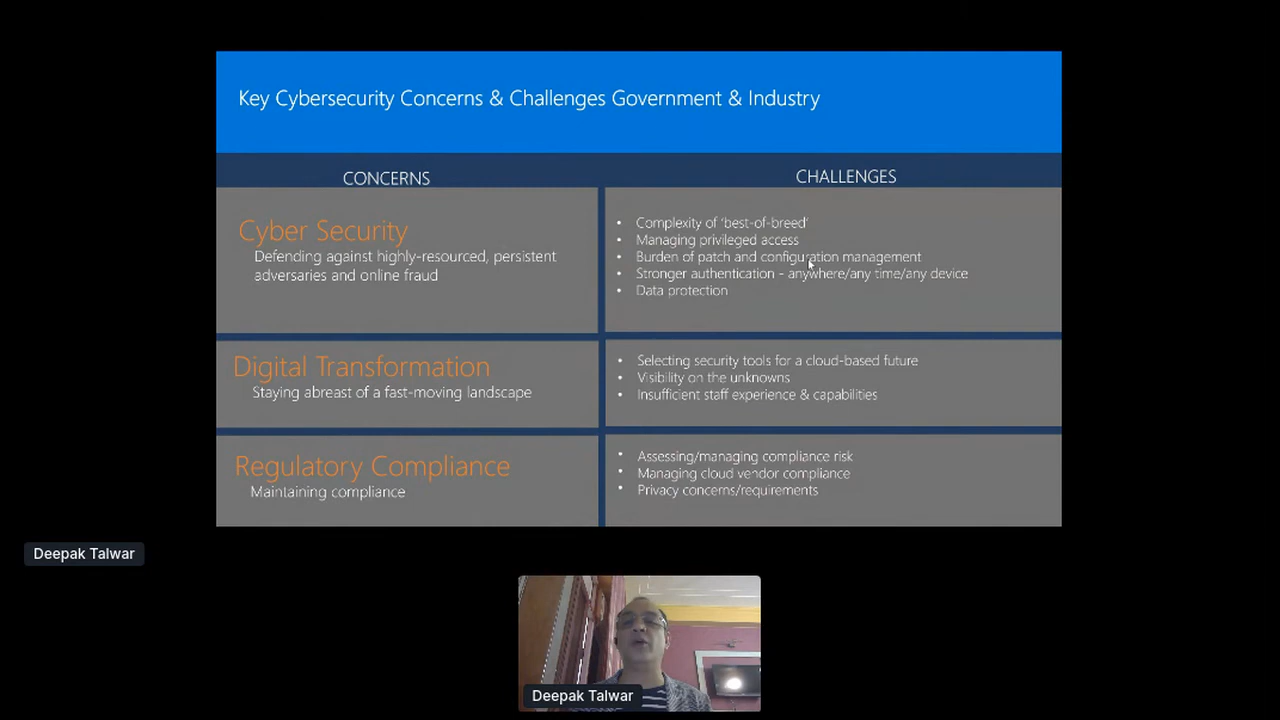 Key Cybersecurity Concerns & Challenges Government & Industry
CONCERNS
CHALLENGES
Cyber Security
Defending against highly-resourced, persistent
adversaries and online fraud
• Complexity of 'best-of-breed'
• Managing privileged access
• Burden of patch and configuration management
• Stronger authentication - anywhere/any time/any device
• Data protection
Digital Transformation
Staying abreast of a fast-moving landscape
• Selecting security tools for a cloud-based future
• Visibility on the unknowns
• Insufficient staff experience & capabilities
Regulatory Compliance
Maintaining compliance
• Assessing/managing compliance risk
• Managing cloud vendor compliance
• Privacy concerns/requirements
Deepak Talwar
Deepak Talwar